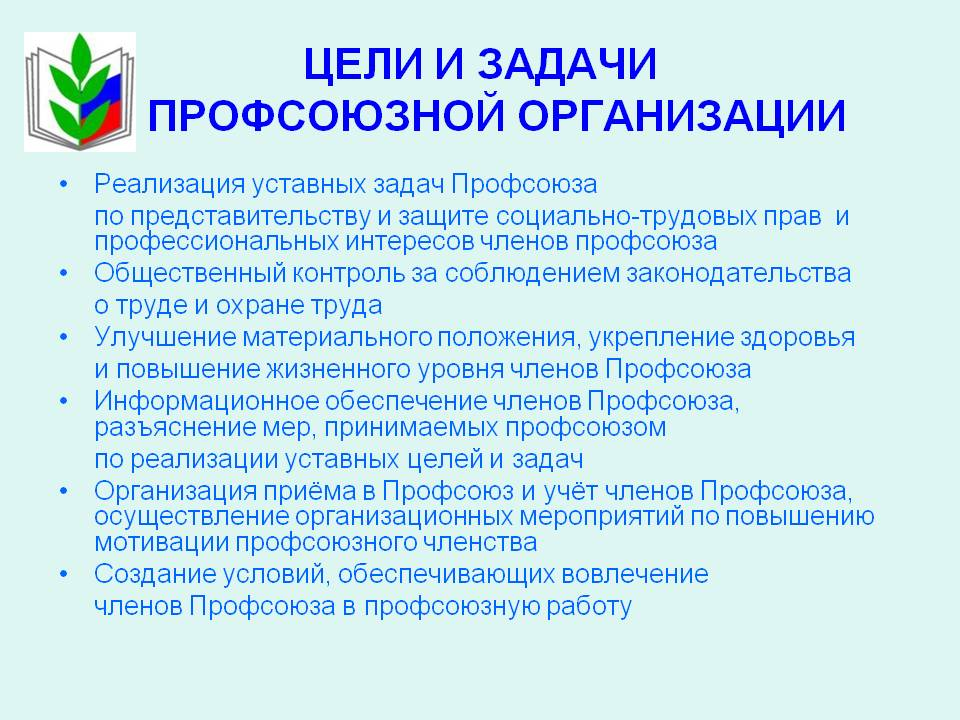 ЦЕЛИ И ЗАДАЧИ
ПРОФСОЮЗНОЙ ОРГАНИЗАЦИИ
• Реализация уставных задач Профсоюза
по представительству и защите социально-трудовых прав и
профессиональных интересов членов профсоюза
• Общественный контроль за соблюдением законодательства
о труде и охране труда
• Улучшение материального положения, укрепление здоровья
и повышение жизненного уровня членов Профсоюза
• Информационное обеспечение членов Профсоюза,
разъяснение мер, принимаемых профсоюзом
по реализации уставных целей и задач
• Организация приёма в Профсоюз и учёт членов Профсоюза,
осуществление организационных мероприятий по повышению
мотивации профсоюзного членства
• Создание условий, обеспечивающих вовлечение
членов Профсоюза в профсоюзную работу